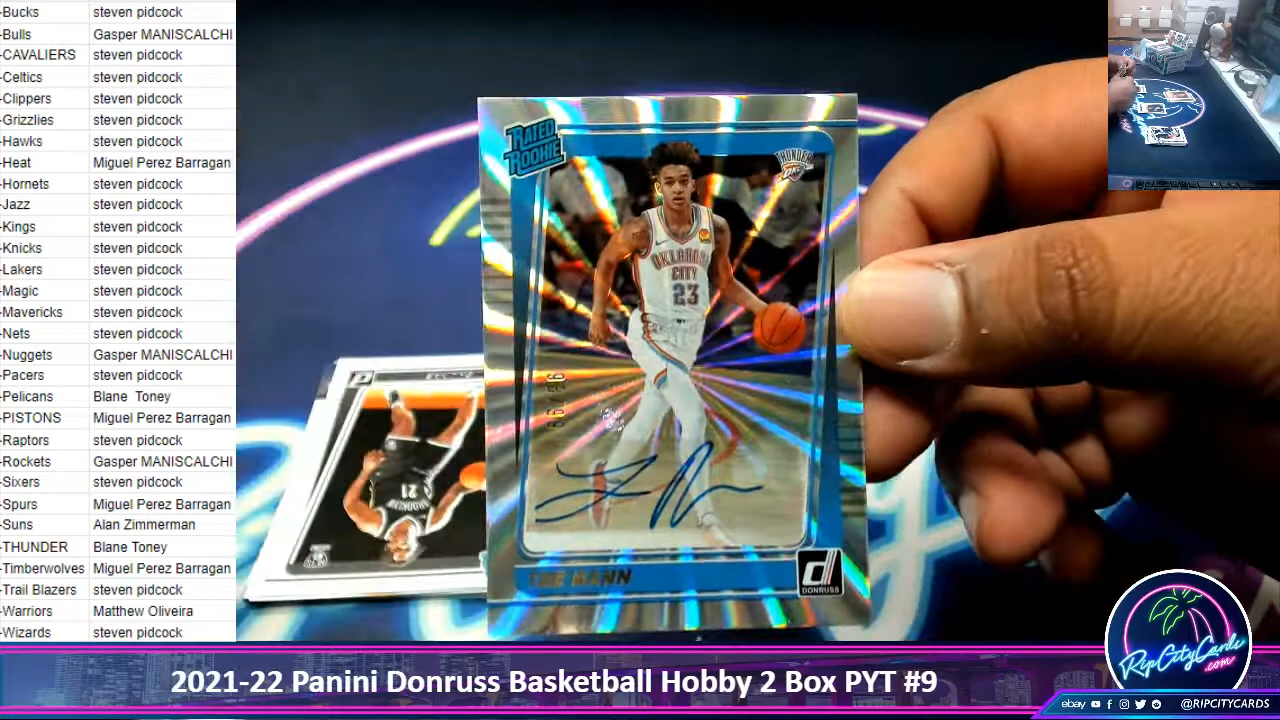 -Bucks steven pidcock
-Bulls Gasper MANISCALCHI
-CAVALIERS steven pidcock
-Celtics steven pidcock
-Clippers steven pidcock
-Grizzlies steven pidcock
-Hawks steven pidcock
-Heat Miguel Perez Barragan
-Hornets steven pidcock
-Jazz steven pidcock
-Kings steven pidcock
-Knicks steven pidcock
-Lakers steven pidcock
-Magic steven pidcock
-Mavericks steven pidcock
-Nets steven pidcock
-Nuggets Gasper MANISCALCHI
-Pacers steven pidcock
-Pelicans Blane Toney
-PISTONS Miguel Perez Barragan
-Raptors steven pidcock
-Rockets Gasper MANISCALCHI
-Sixers steven pidcock
-Spurs Miguel Perez Barragan
-Suns Alan Zimmerman
-THUNDER Blane Toney
-Timberwolves Miguel Perez Barragan
-Trail Blazers steven pidcock
-Warriors Matthew Oliveira
-Wizards steven pidcock
RATED
ROOKIE
THUNDER
OKC
OKLAHOMA
CITY
23
TRE MANN
DONRUSS
21
RipCityCards
.com
2021-22 Panini Donruss Basketball Hobby 2 Box PYT #9
ebay @RIPCITYCARDS